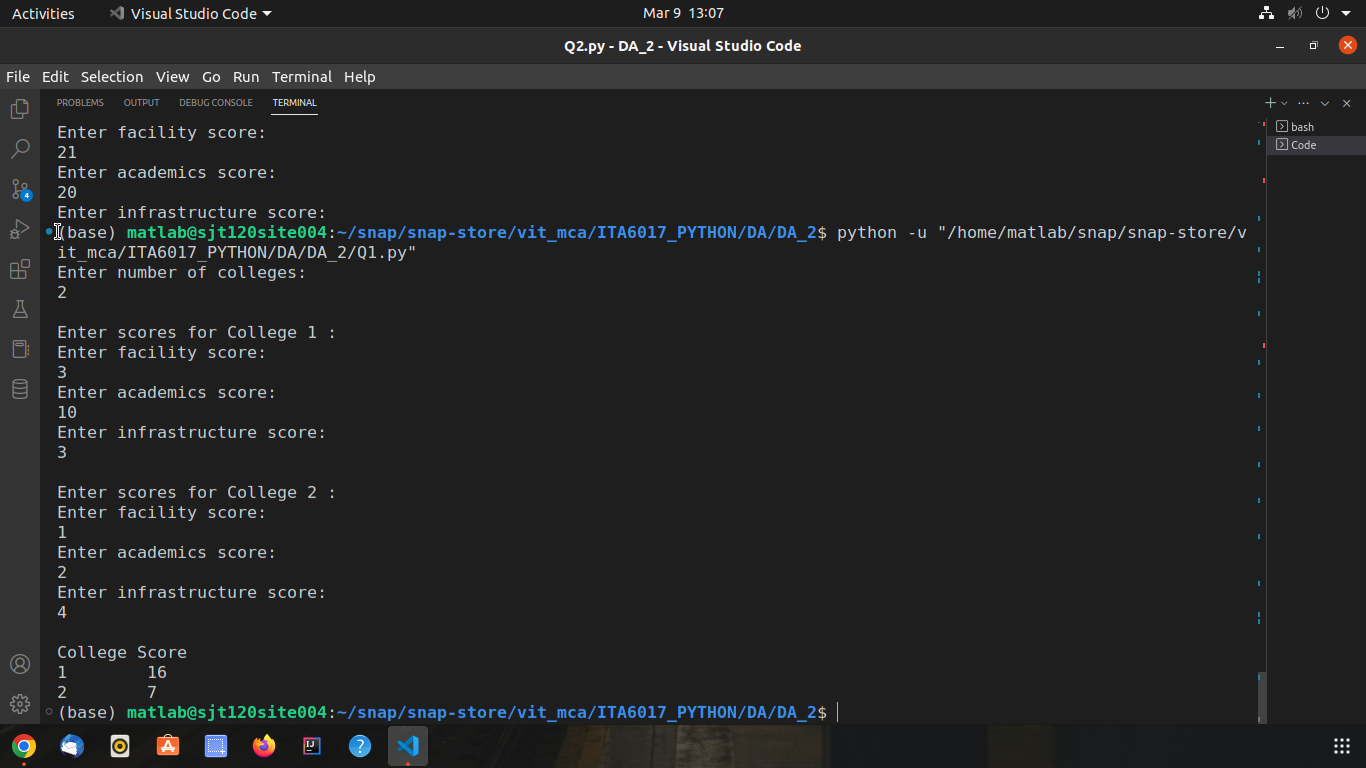 Activities
Visual Studio Code
Mar 9 13:07
Q2.py - DA_2 - Visual Studio Code
File Edit Selection View Go Run Terminal Help
PROBLEMS OUTPUT DEBUG CONSOLE TERMINAL
bash
Code
4
Enter facility score:
21
Enter academics score:
20
Enter infrastructure score:
(base) matlab@sjt120site004:~/snap/snap-store/vit_mca/ITA6017_PYTHON/DA/DA_2$ python -u "/home/matlab/snap/snap-store/v
it_mca/ITA6017_PYTHON/DA/DA_2/Q1.py"
Enter number of colleges:
2
Enter scores for College 1 :
Enter facility score:
3
Enter academics score:
10
Enter infrastructure score:
3
Enter scores for College 2 :
Enter facility score:
1
Enter academics score:
2
Enter infrastructure score:
4
College Score
1 16
2 7
(base) matlab@sjt120site004:~/snap/snap-store/vit_mca/ITA6017_PYTHON/DA/DA_2$